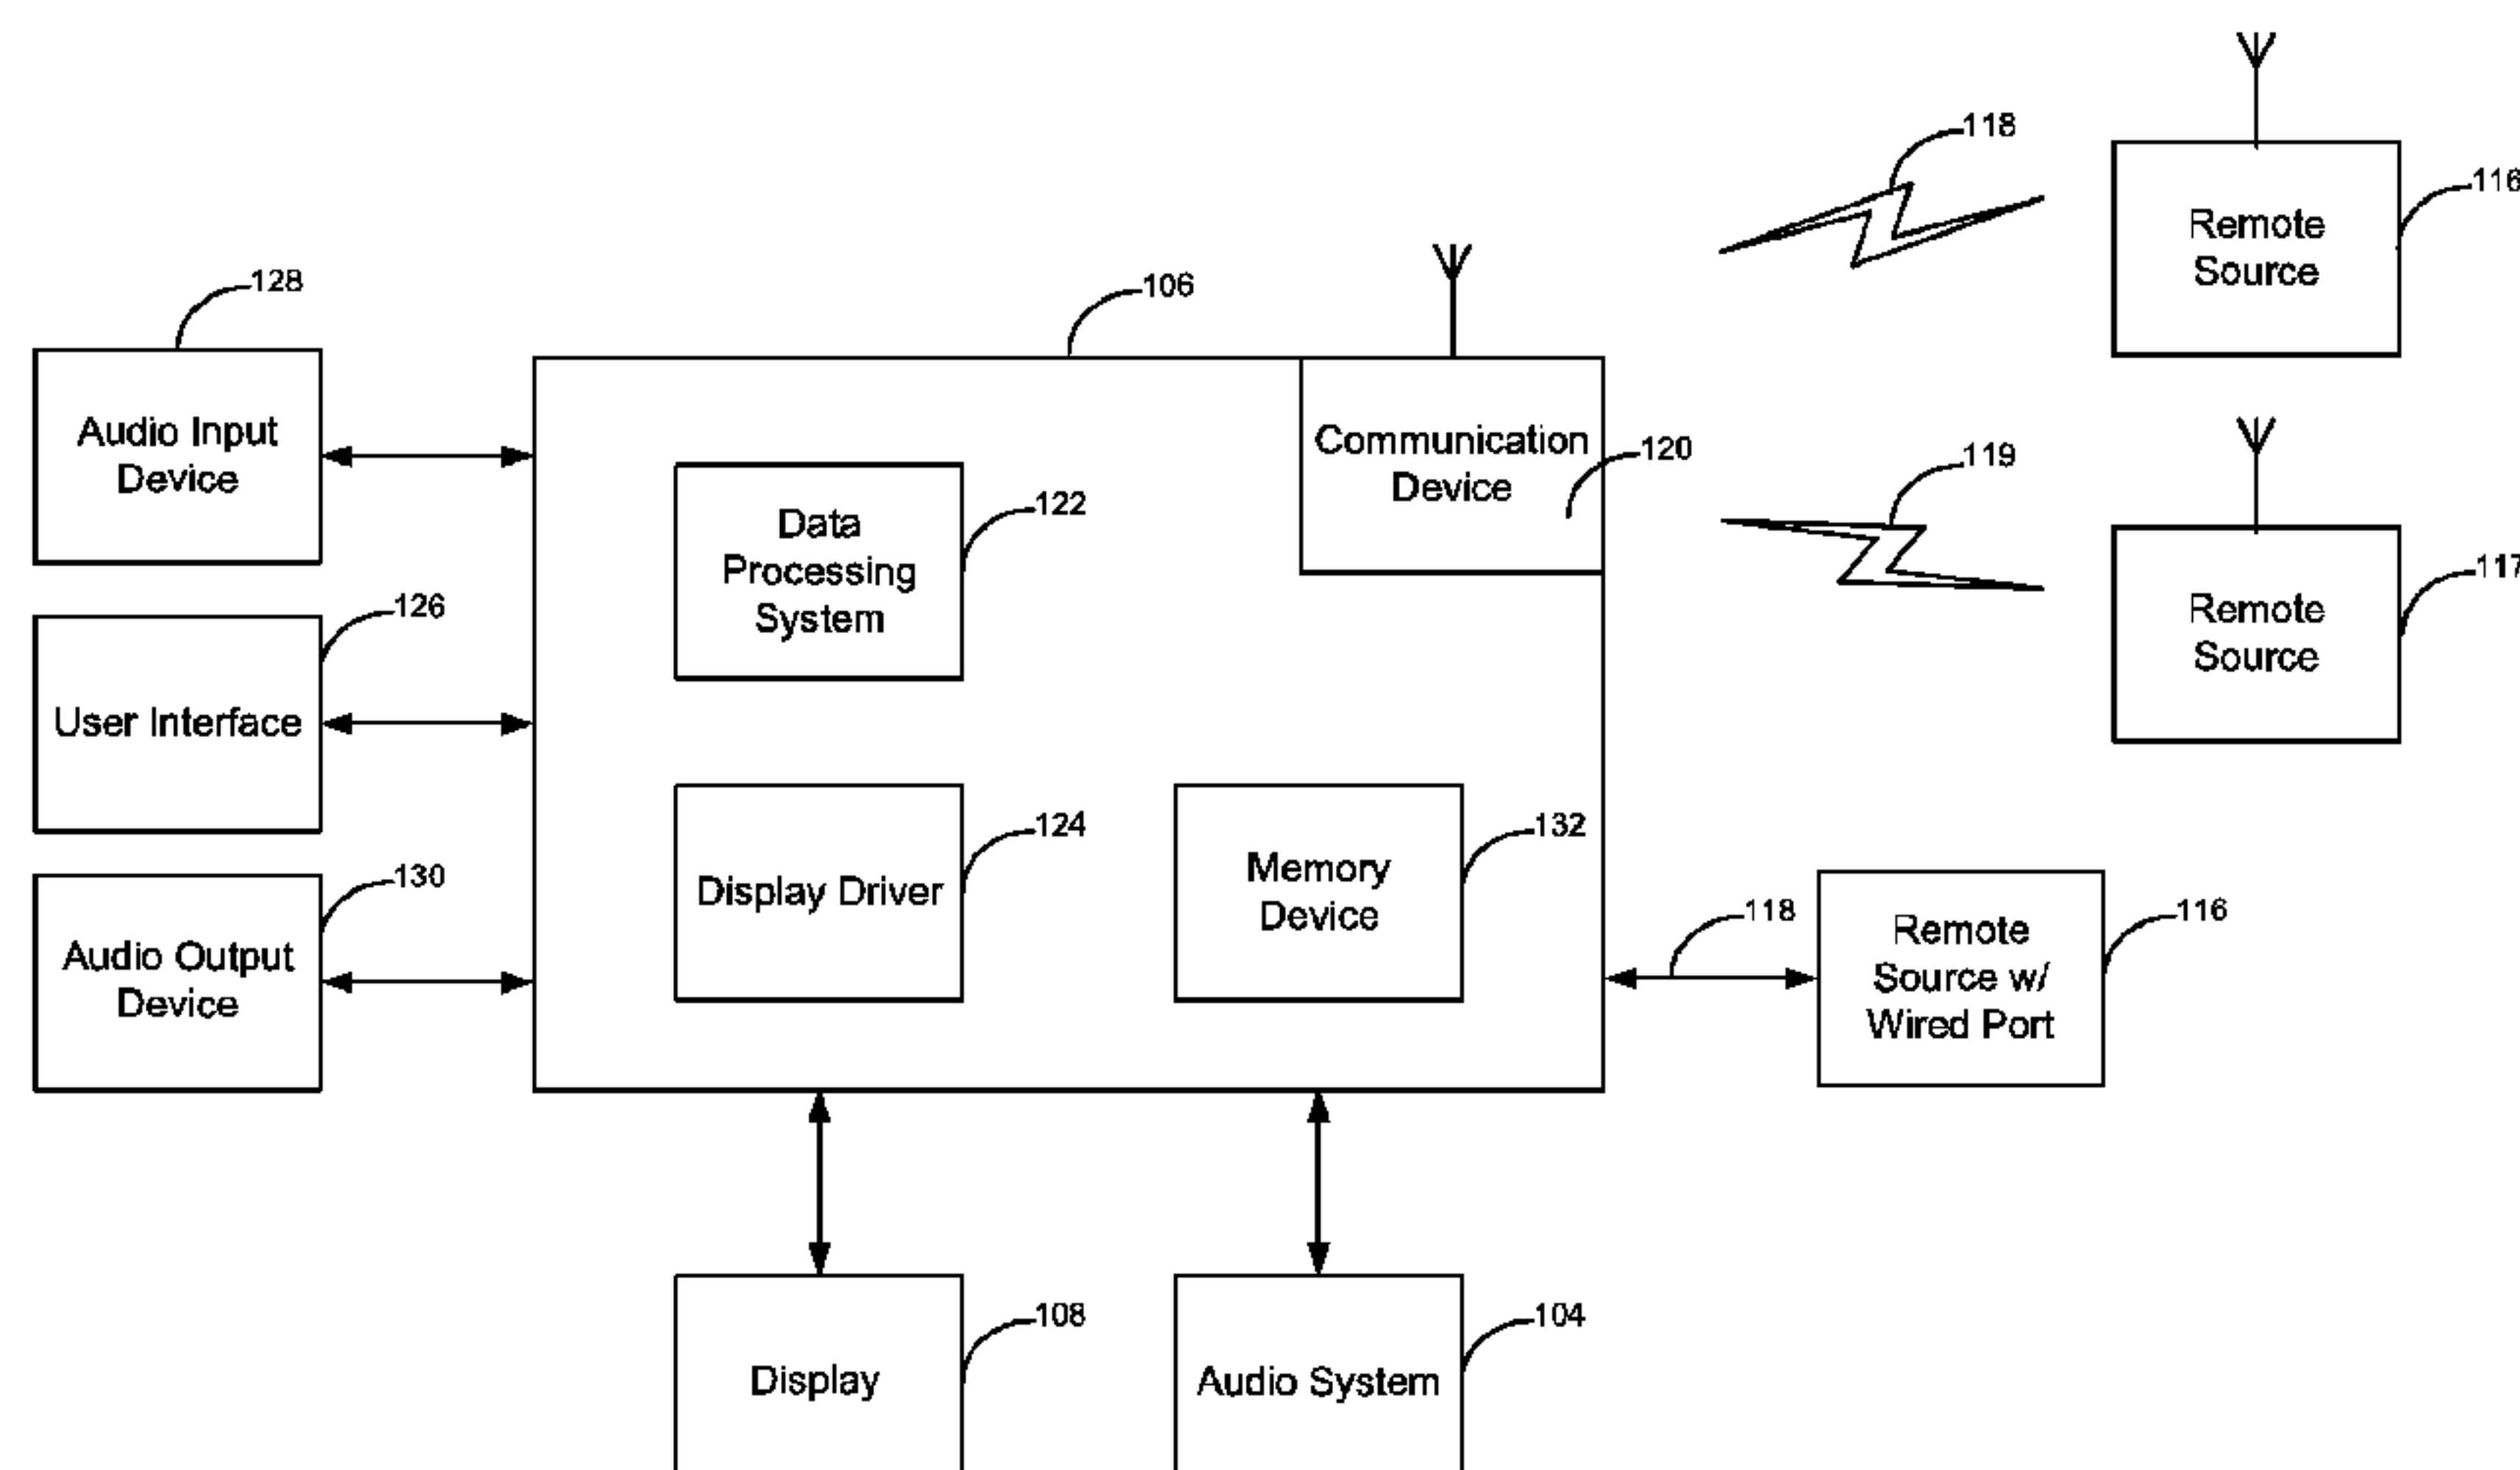 118
116
Remote
Source
128
106
Audio Input
Device
Communication
Device
120
119
Data
Processing
System
122
117
Remote
Source
126
User Interface
124
Display Driver
132
Memory
Device
130
Audio Output
Device
118
116
Remote
Source w/
Wired Port
108
Display
104
Audio System